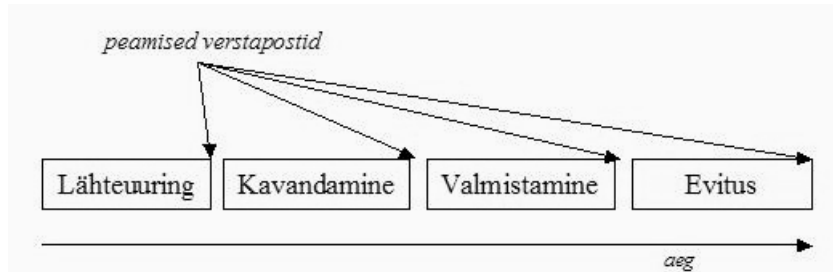 peamised verstapostid
Lähteuuring Kavandamine Valmistamine Evitus
aeg